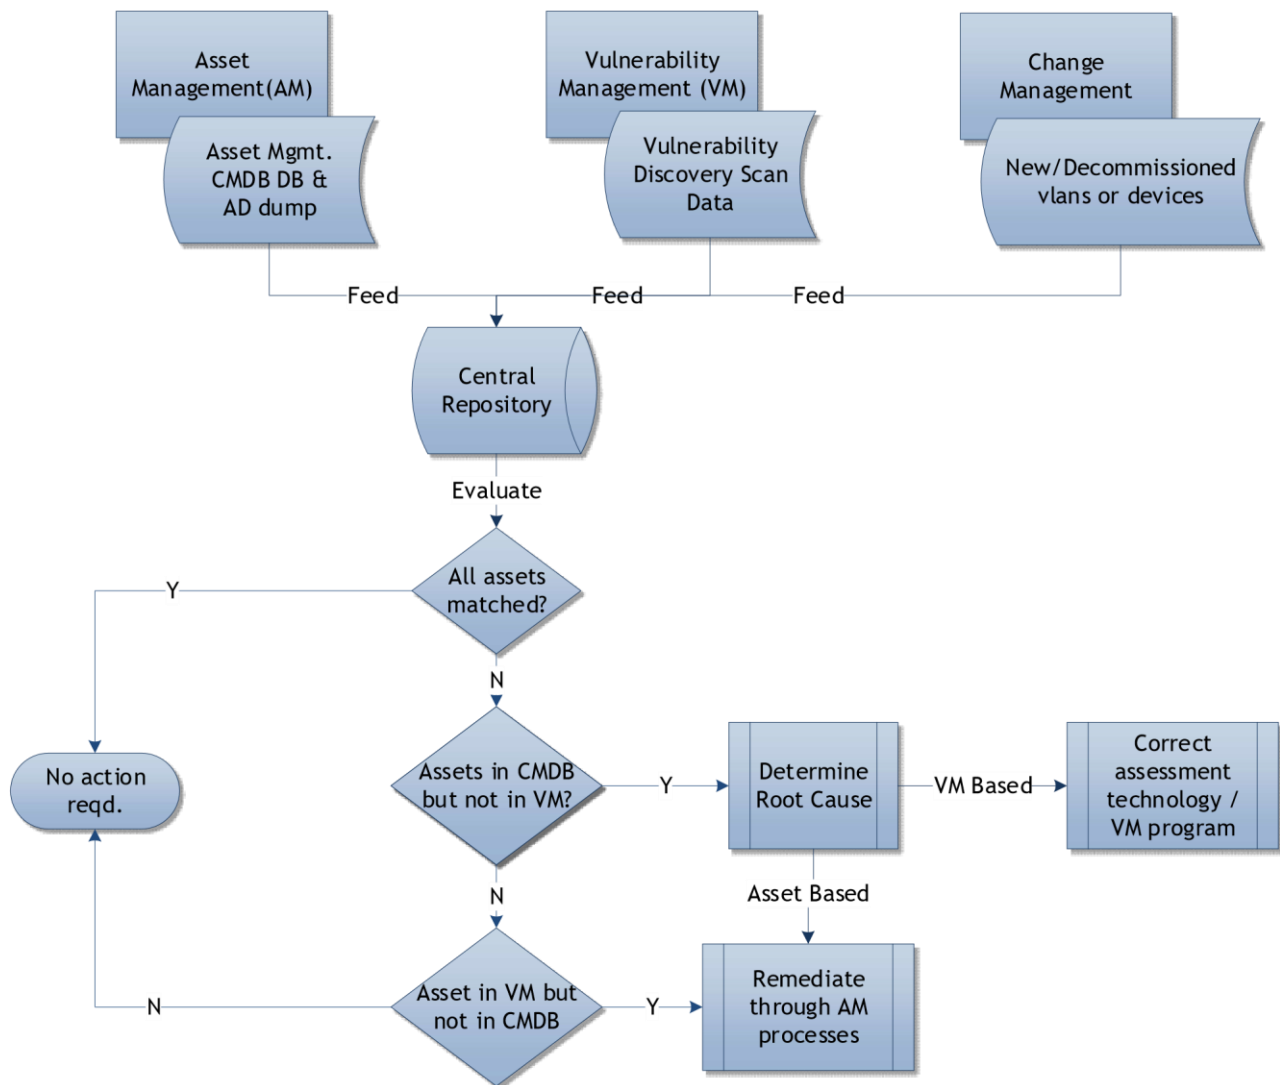 Asset
Management(AM)
Vulnerability
Management (VM)
Change
Management
Asset Mgmt.
CMDB DB &
AD dump
Vulnerability
Discovery Scan
Data
New/Decommissioned
vlans or devices
Feed
Feed
Feed
Central
Repository
Evaluate
All assets
matched?
Y
N
No action
reqd.
Assets in CMDB
but not in VM?
Y
Determine
Root Cause
VM Based
Correct
assessment
technology /
VM program
N
Asset Based
Asset in VM but
not in CMDB
N
Y
Remediate
through AM
processes